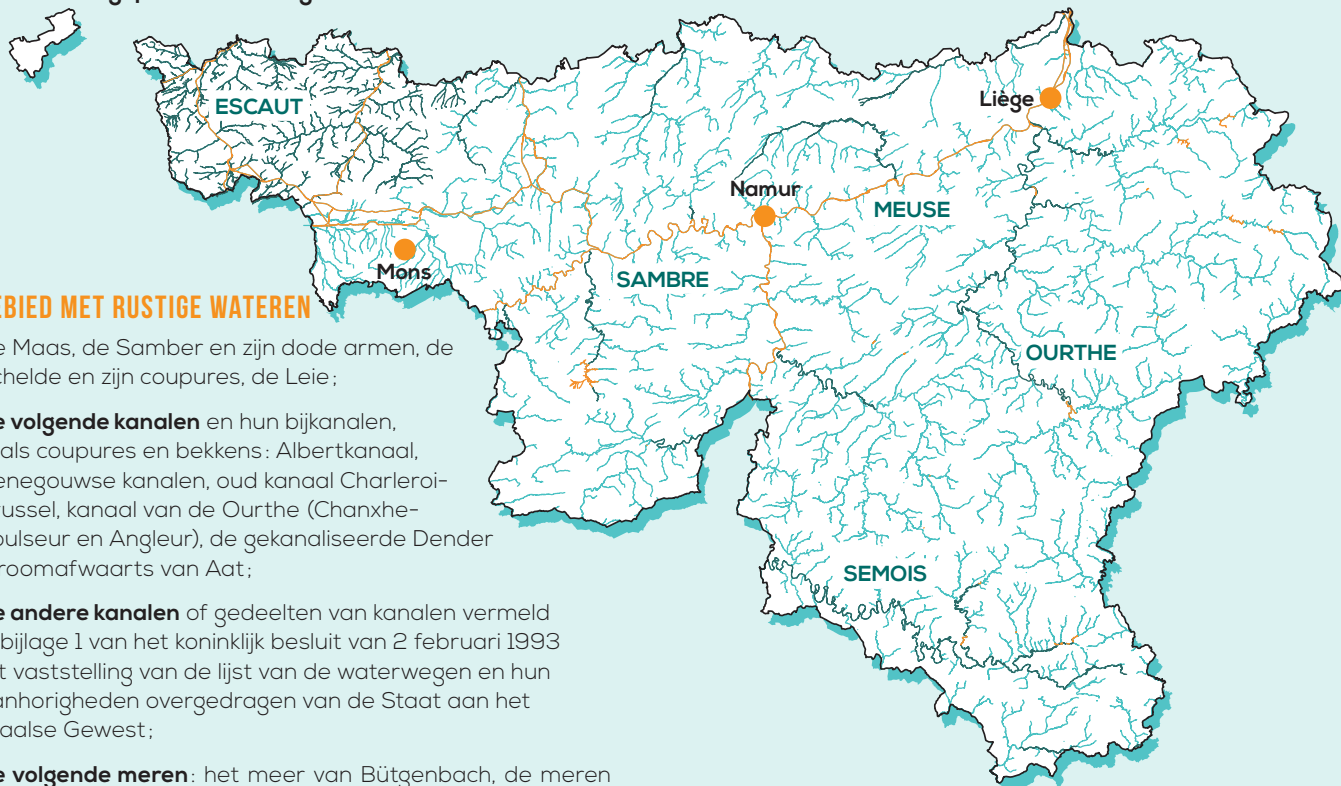 ESCAUT
Liège
Namur
MEUSE
Mons
SAMBRE
OURTHE
SEMOIS
EBIED MET RUSTIGE WATEREN
e Maas, de Samber en zijn dode armen, de
chelde en zijn coupures, de Leie;
e volgende kanalen en hun bijkanalen,
als coupures en bekkens: Albertkanaal,
enegouwse kanalen, oud kanaal Charleroi-
russel, kanaal van de Ourthe (Chanxhe-
oulseur en Angleur), de gekanaliseerde Dender
roomafwaarts van Aat;
e andere kanalen of gedeelten van kanalen vermeld
bijlage 1 van het koninklijk besluit van 2 februari 1993
t vaststelling van de lijst van de waterwegen en hun
anhorigheden overgedragen van de Staat aan het
aalse Gewest;
e volgende meren: het meer van Bütgenbach, de meren